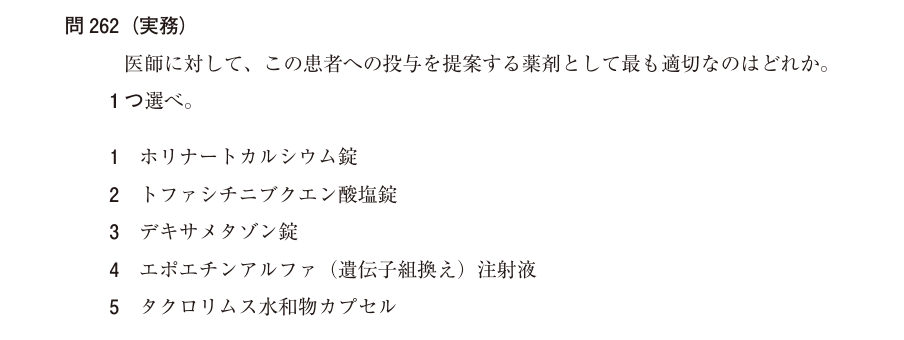 問 262（実務）
医師に対して、この患者への投与を提案する薬剤として最も適切なのはどれか。
1 つ選べ。
1 ホリナートカルシウム錠
2 トファシチニブクエン酸塩錠
3 デキサメタゾン錠
4 エポエチンアルファ（遺伝子組換え）注射液
5 タクロリムス水和物カプセル